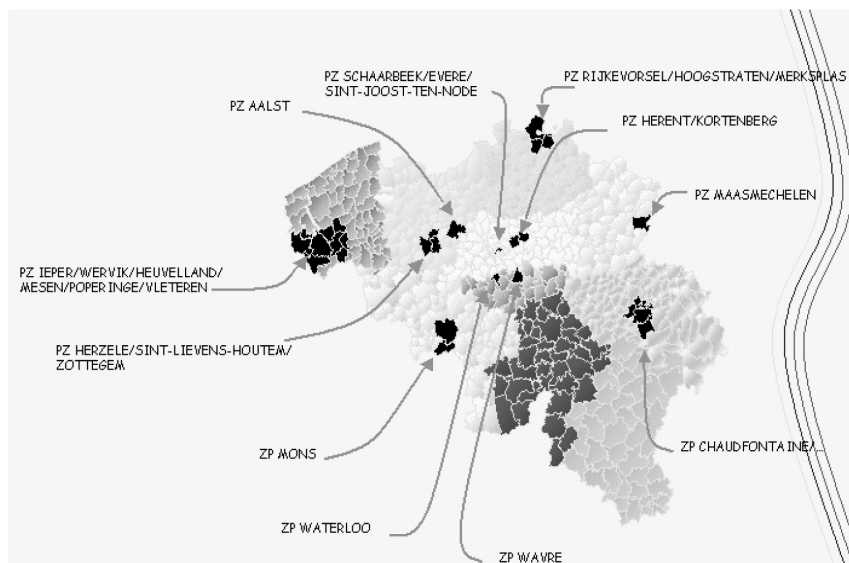 PZ SCHAARBEEK/EVERE/
SINT-JOOST-TEN-NODE
PZ RIJKEVORSEL/HOOGSTRATEN/MERKSPLAS
PZ AALST
PZ HERENT/KORTENBERG
PZ MAASMECHELEN
PZ IEPER/WERVIK/HEUVELLAND/
MESEN/POPERINGE/VLETEREN
PZ HERZELE/SINT-LIEVENS-HOUTEM/
ZOTTEGEM
ZP MONS
ZP CHAUDFONTAINE/...
ZP WATERLOO
ZP WAVRE